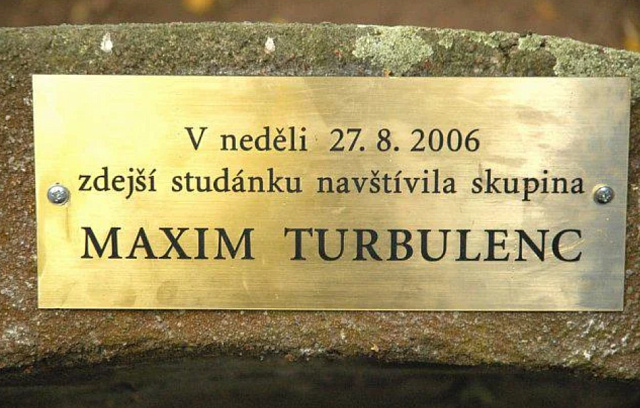 V neděli 27. 8. 2006
zdejší studánku navštívila skupina
MAXIM TURBULENC